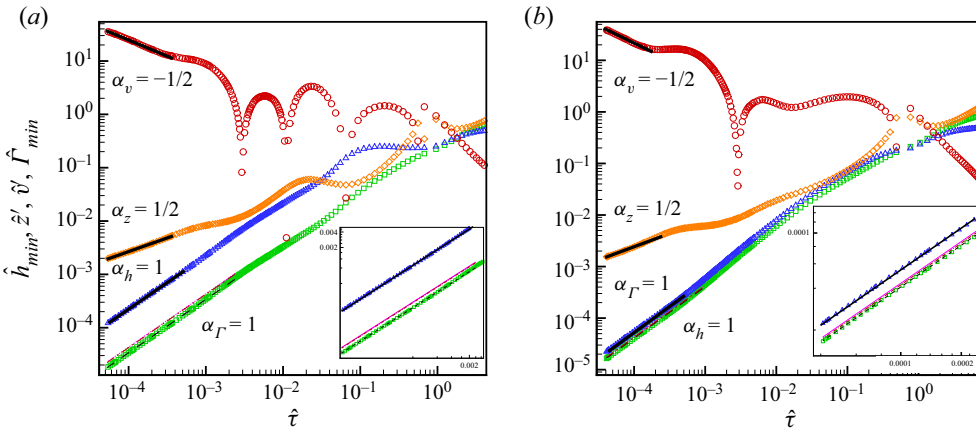 (a)
(b)
ĥ_min, ẑ′, v̂′, Γ̂_min
10^1
10^0
10^−1
10^−2
10^−3
10^−4
α_v = −1/2
α_z = 1/2
α_h = 1
α_Γ = 1
0.004
0.002
0.002
10^−4
10^−3
10^−2
10^−1
10^0
τ̂
10^1
10^0
10^−1
10^−2
10^−3
10^−4
10^−5
α_v = −1/2
α_z = 1/2
α_Γ = 1
α_h = 1
0.0001
0.0001
0.0002
10^−4
10^−3
10^−2
10^−1
10^0
τ̂